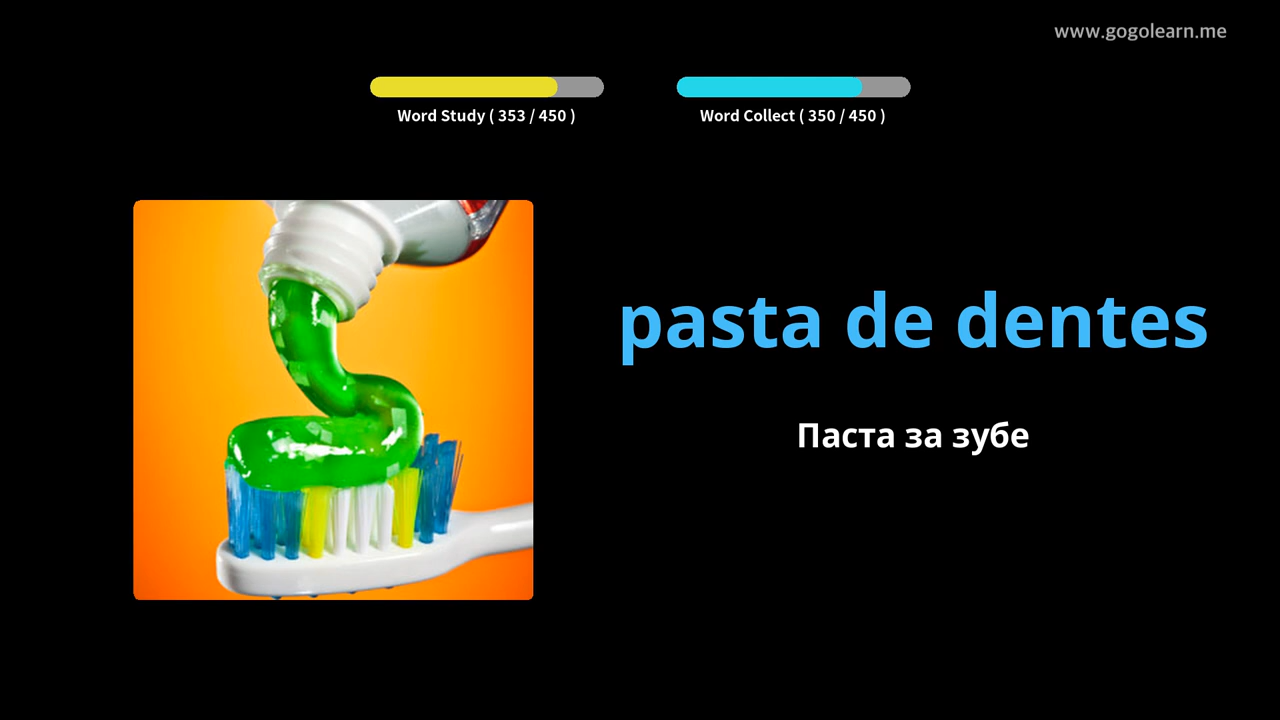 www.gogolearn.me
Word Study ( 353 / 450 )
Word Collect ( 350 / 450 )
pasta de dentes
Паста за зубе